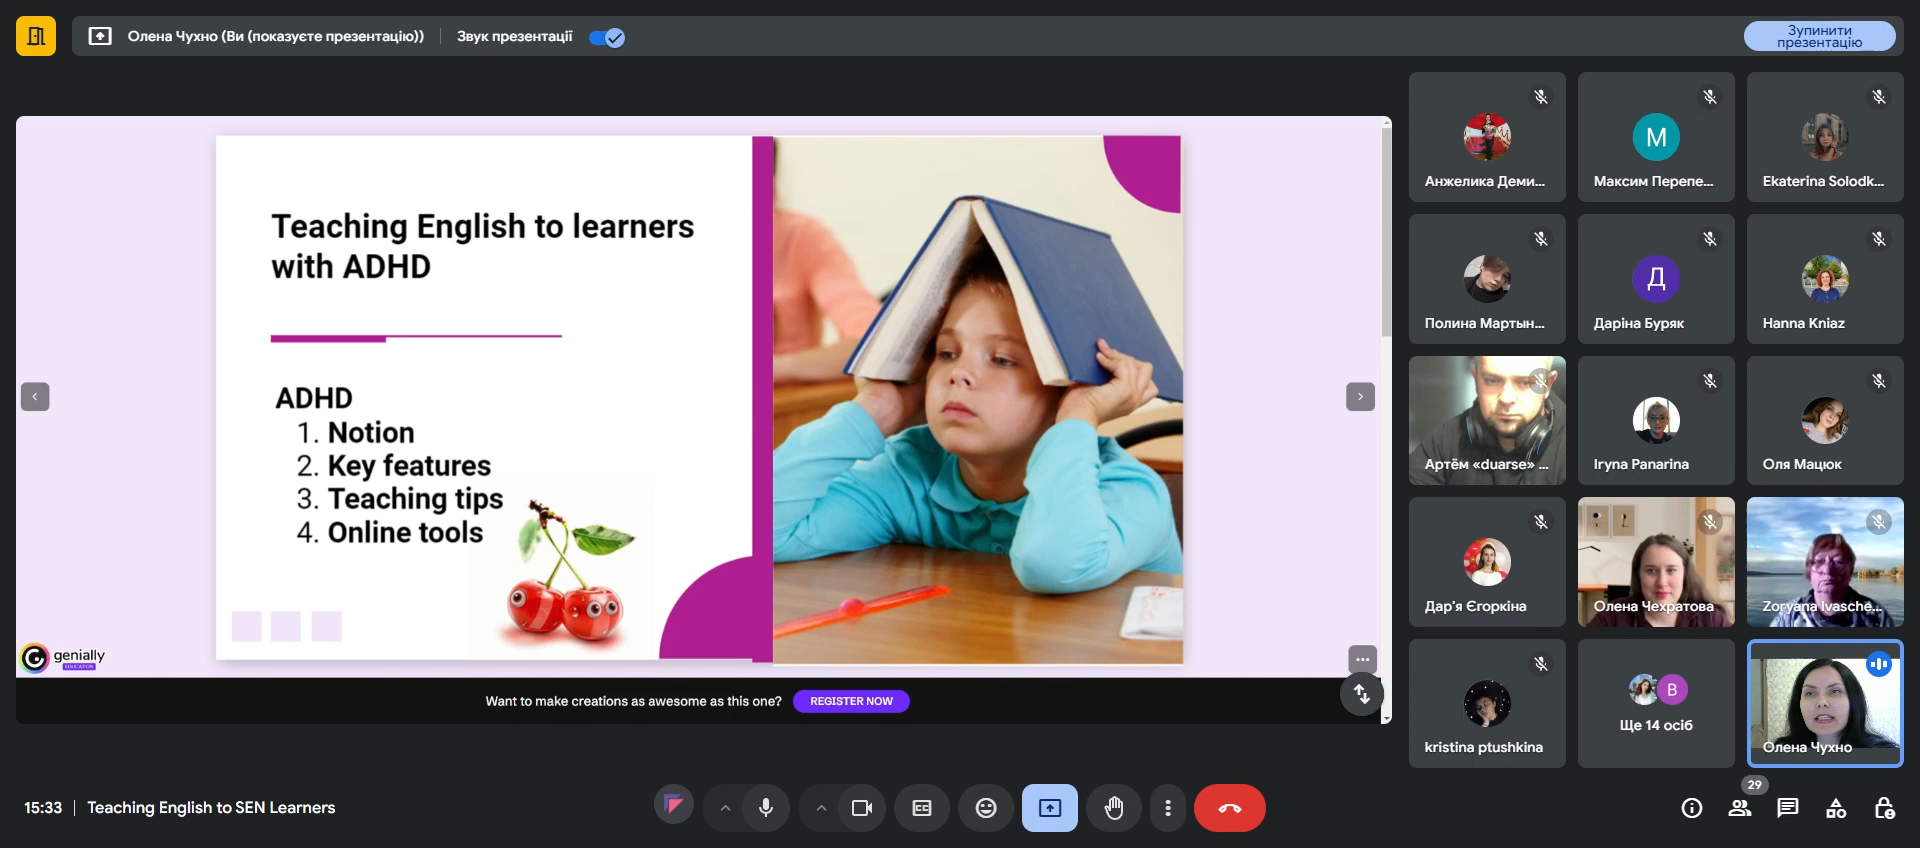 Олена Чухно (Ви (показуєте презентацію))
Звук презентації
Зупинити
презентацію
Teaching English to learners
with ADHD
ADHD
1. Notion
2. Key features
3. Teaching tips
4. Online tools
genially
EDUCATION
Want to make creations as awesome as this one?
REGISTER NOW
Анжелика Деми...
М
Максим Перепе...
Ekaterina Solodk...
Полина Мартын...
Д
Даріна Буряк
Hanna Kniaz
Артём «duarse» ...
Iryna Panarina
Оля Мацюк
Дар'я Єгоркіна
Олена Чехратова
Zoryana Ivasche...
kristina ptushkina
В
Ще 14 осіб
Олена Чухно
15:33
Teaching English to SEN Learners
CC
29